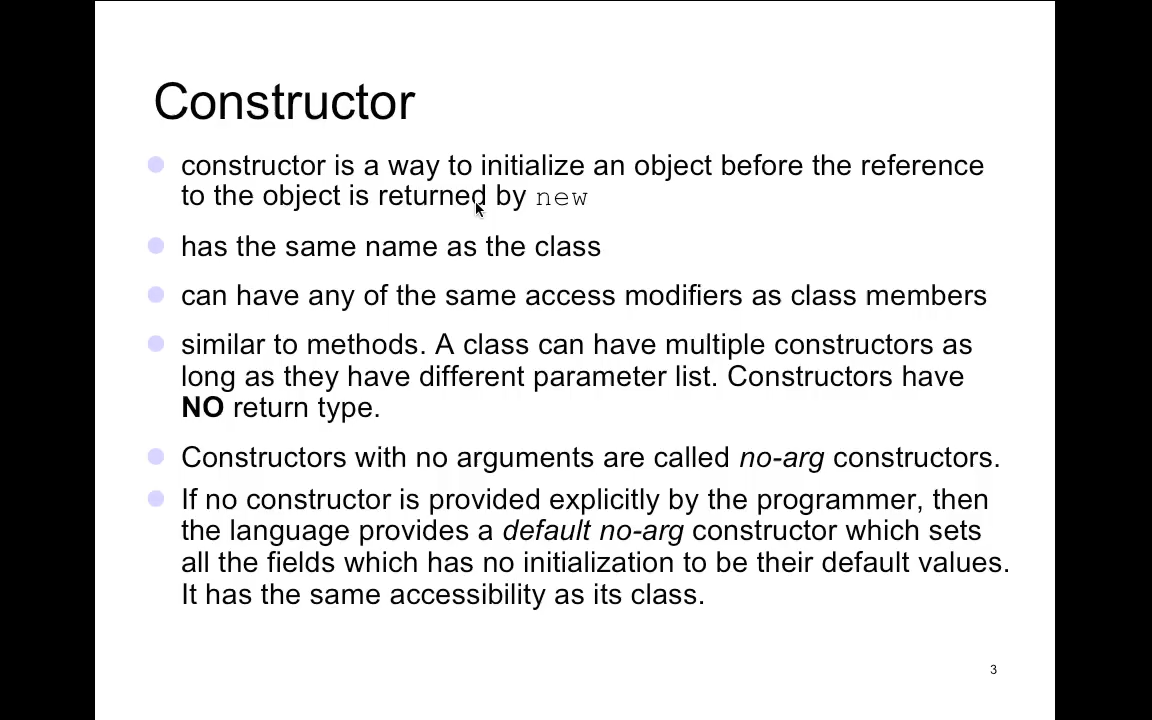 Constructor
constructor is a way to initialize an object before the reference
to the object is returned by new
has the same name as the class
can have any of the same access modifiers as class members
similar to methods. A class can have multiple constructors as
long as they have different parameter list. Constructors have
NO return type.
Constructors with no arguments are called no-arg constructors.
If no constructor is provided explicitly by the programmer, then
the language provides a default no-arg constructor which sets
all the fields which has no initialization to be their default values.
It has the same accessibility as its class.
3